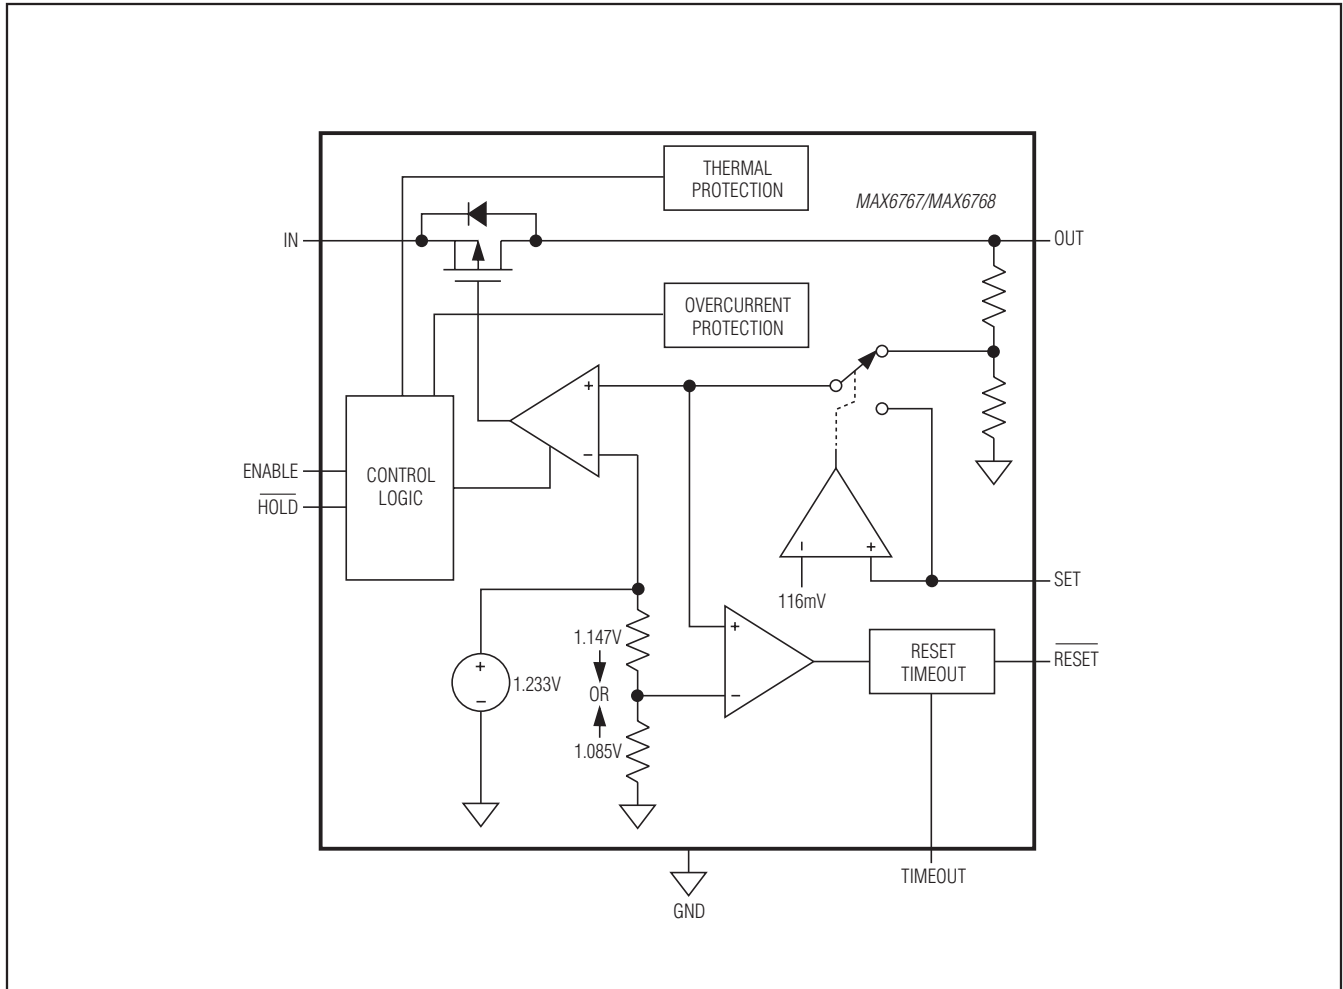 THERMAL
PROTECTION
MAX6767/MAX6768
IN
OUT
OVERCURRENT
PROTECTION
+
−
ENABLE
HOLD
CONTROL
LOGIC
− +
116mV
SET
1.147V
OR
1.085V
+
−
1.233V
+
−
RESET
TIMEOUT
RESET
TIMEOUT
GND